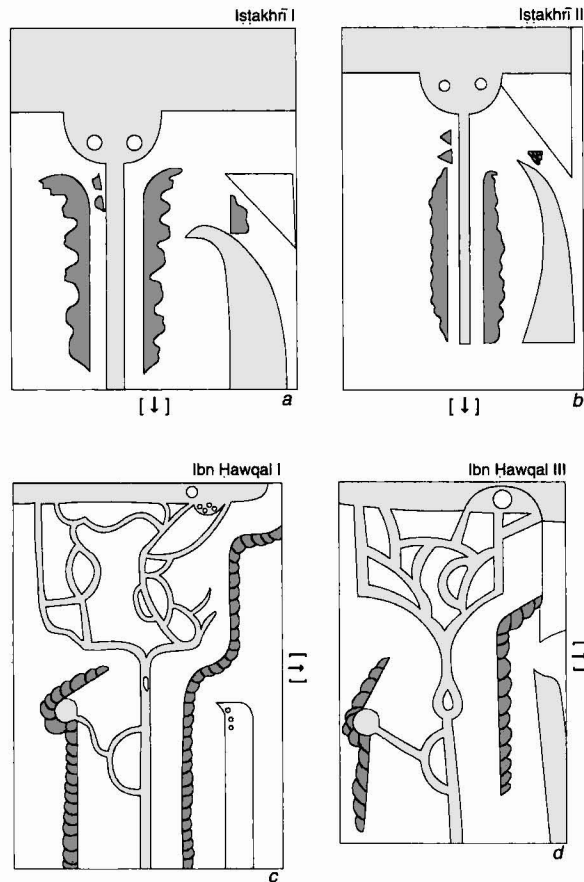 Iṣṭakhrī I
Iṣṭakhrī II
[↓]
a
[↓]
b
Ibn Ḥawqal I
Ibn Ḥawqal III
[↓]
[↓]
c
d